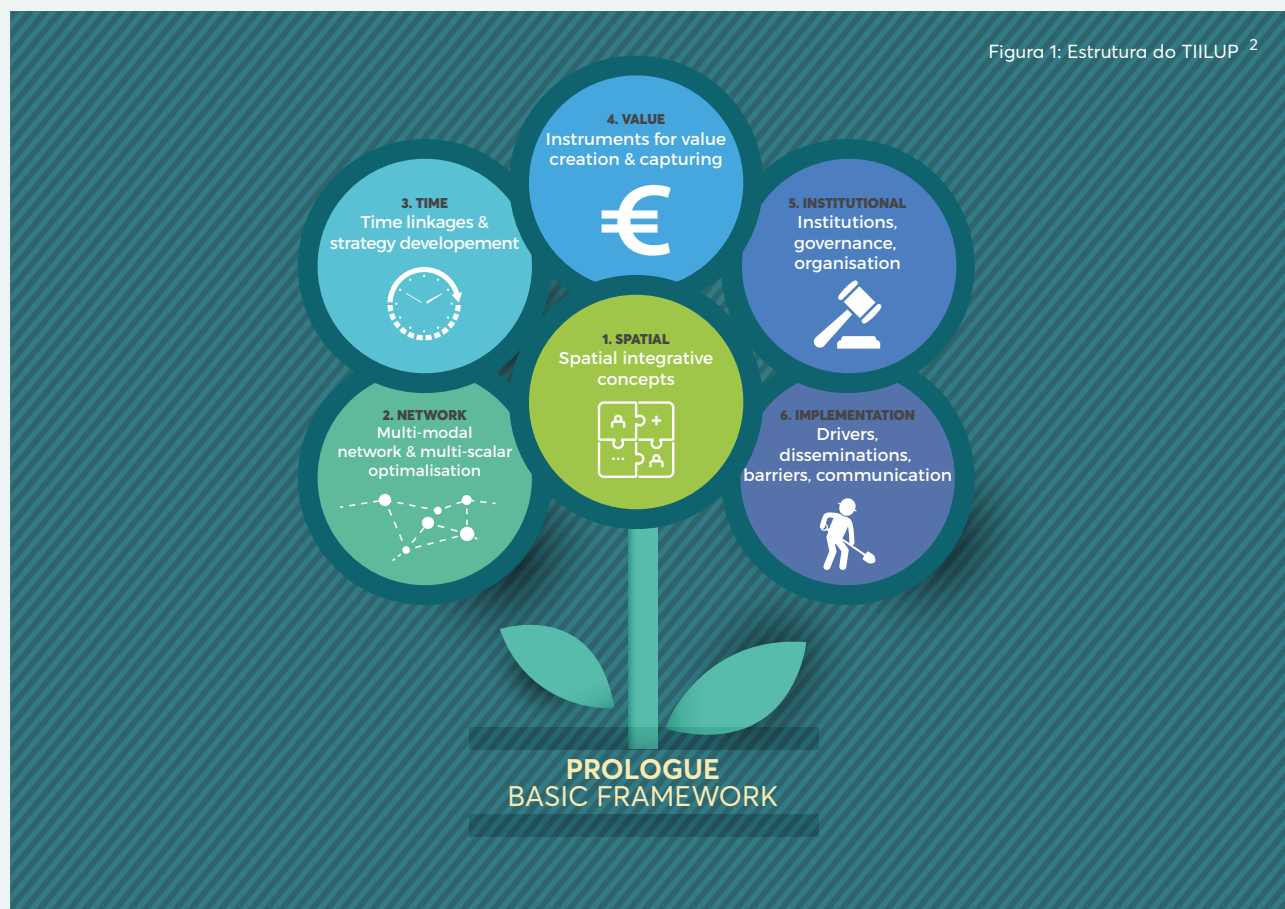 Figura 1: Estrutura do TIILUP 2
4. VALUE
Instruments for value
creation & capturing
€
3. TIME
Time linkages &
strategy developement
5. INSTITUTIONAL
Institutions,
governance,
organisation
1. SPATIAL
Spatial integrative
concepts
2. NETWORK
Multi-modal
network & multi-scalar
optimalisation
6. IMPLEMENTATION
Drivers,
disseminations,
barriers, communication
PROLOGUE
BASIC FRAMEWORK